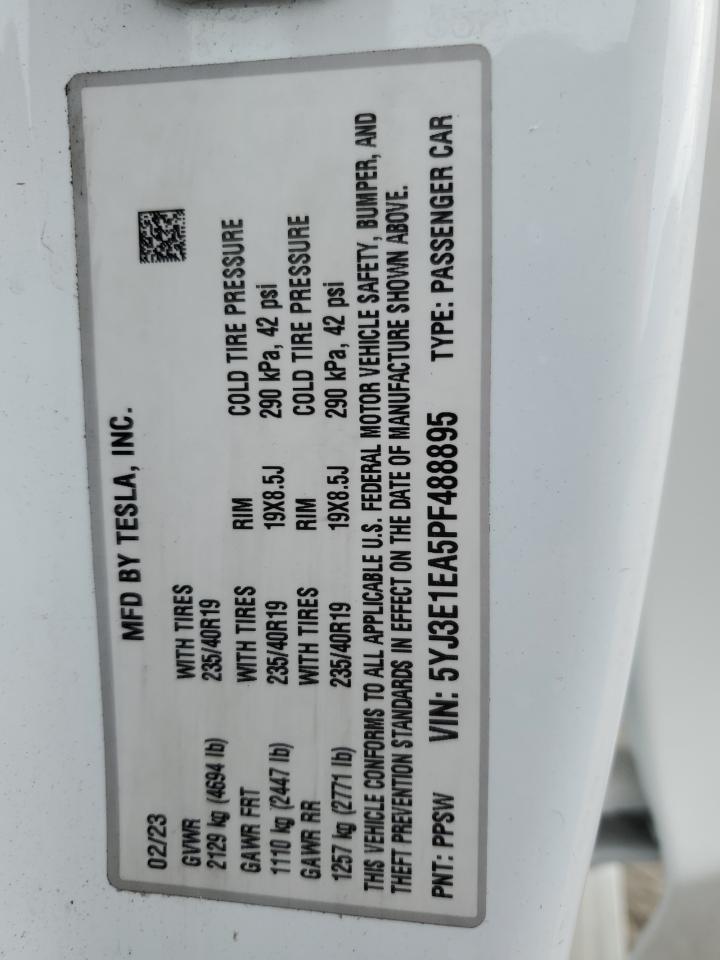 MFD BY TESLA, INC.
02/23
GVWR WITH TIRES
2129 kg (4694 lb) 235/40R19
GAWR FRT WITH TIRES RIM COLD TIRE PRESSURE
1110 kg (2447 lb) 235/40R19 19X8.5J 290 kPa, 42 psi
GAWR RR WITH TIRES RIM COLD TIRE PRESSURE
1257 kg (2771 lb) 235/40R19 19X8.5J 290 kPa, 42 psi
THIS VEHICLE CONFORMS TO ALL APPLICABLE U.S. FEDERAL MOTOR VEHICLE SAFETY, BUMPER, AND
THEFT PREVENTION STANDARDS IN EFFECT ON THE DATE OF MANUFACTURE SHOWN ABOVE.
PNT: PPSW VIN: 5YJ3E1EA5PF488895 TYPE: PASSENGER CAR